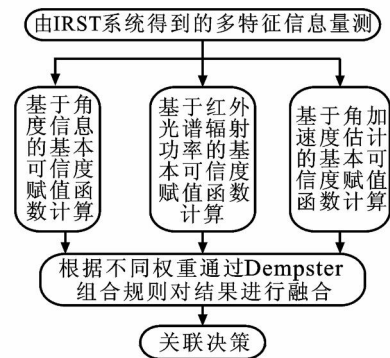 由IRST系统得到的多特征信息量测
基于角
度信息
的基本
可信度
赋值函
数计算
基于红外
光谱辐射
功率的基
本可信度
赋值函数
计算
基于角加
速度估计
的基本可
信度赋值
函数计算
根据不同权重通过Dempster
组合规则对结果进行融合
关联决策